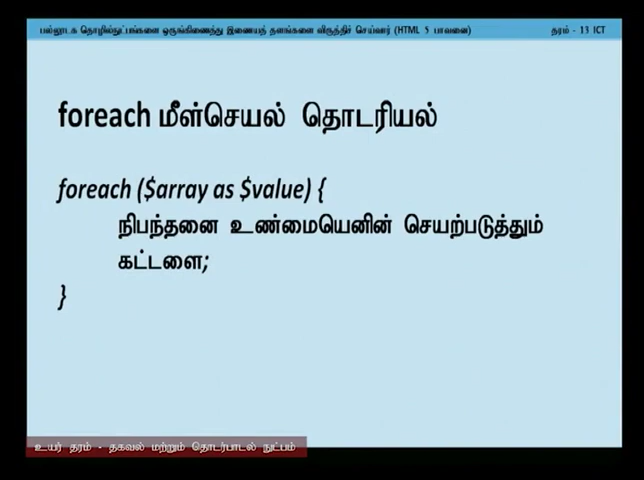 பல்லூடக தொழில்நுட்பங்களை ஒருங்கிணைத்து இணையத் தளங்களை விருத்திச் செய்வார் (HTML 5 பாவனை) தரம் - 13 ICT
foreach மீள்செயல் தொடரியல்
foreach ($array as $value) {
நிபந்தனை உண்மையெனின் செயற்படுத்தும்
கட்டளை;
}
உயர் தரம் - தகவல் மற்றும் தொடர்பாடல் நுட்பம்